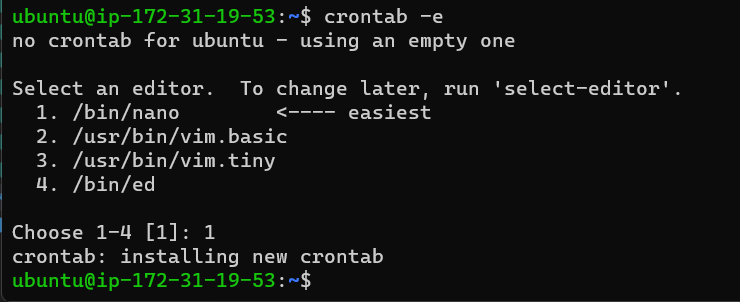 ubuntu@ip-172-31-19-53:~$ crontab -e
no crontab for ubuntu - using an empty one

Select an editor.  To change later, run 'select-editor'.
  1. /bin/nano        <---- easiest
  2. /usr/bin/vim.basic
  3. /usr/bin/vim.tiny
  4. /bin/ed

Choose 1-4 [1]: 1
crontab: installing new crontab
ubuntu@ip-172-31-19-53:~$